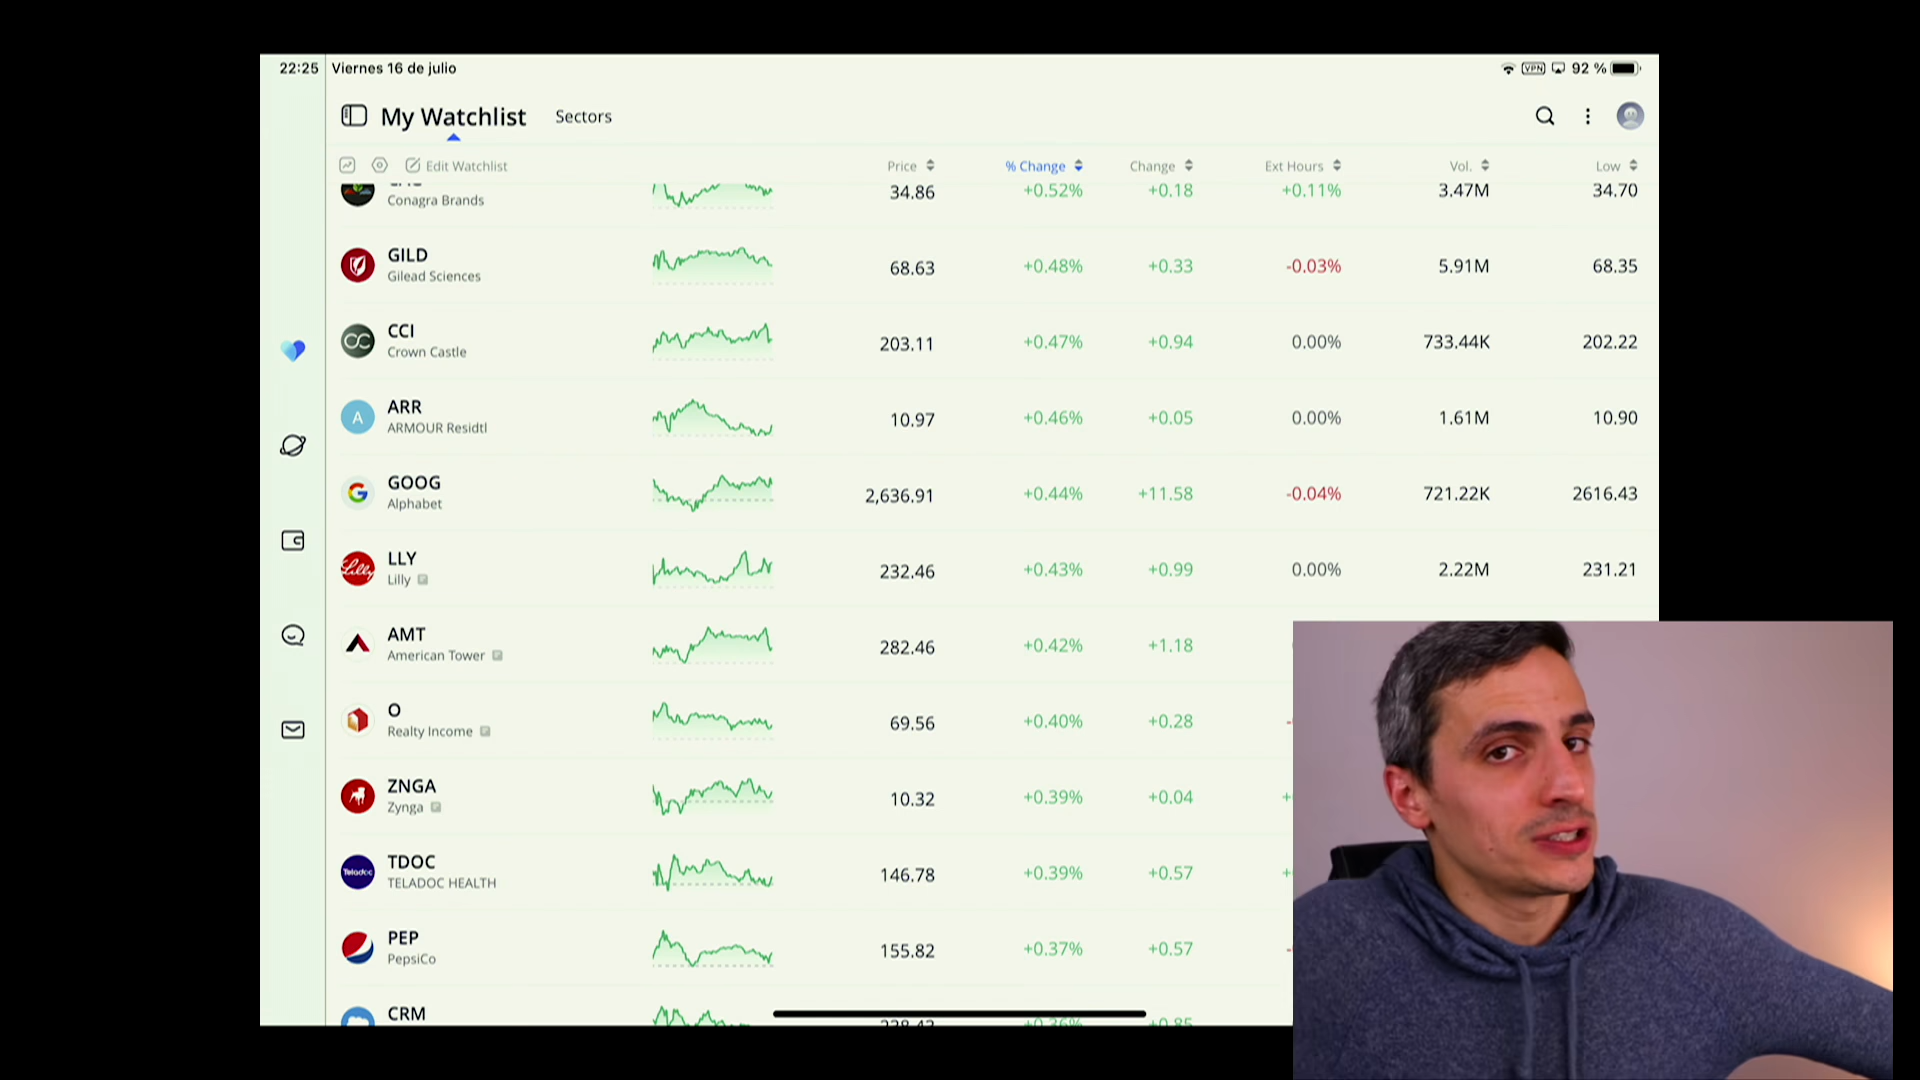 22:25 Viernes 16 de julio VPN 92 %
My Watchlist Sectors
Edit Watchlist Price % Change Change Ext Hours Vol. Low
Conagra Brands 34.86 +0.52% +0.18 +0.11% 3.47M 34.70
GILD
Gilead Sciences 68.63 +0.48% +0.33 -0.03% 5.91M 68.35
CCI
Crown Castle 203.11 +0.47% +0.94 0.00% 733.44K 202.22
A ARR
ARMOUR Residtl 10.97 +0.46% +0.05 0.00% 1.61M 10.90
GOOG
Alphabet 2,636.91 +0.44% +11.58 -0.04% 721.22K 2616.43
Lilly LLY
Lilly 232.46 +0.43% +0.99 0.00% 2.22M 231.21
AMT
American Tower 282.46 +0.42% +1.18
O
Realty Income 69.56 +0.40% +0.28
ZNGA
Zynga 10.32 +0.39% +0.04
Teladoc TDOC
TELADOC HEALTH 146.78 +0.39% +0.57
PEP
PepsiCo 155.82 +0.37% +0.57
CRM +0.36% +0.85